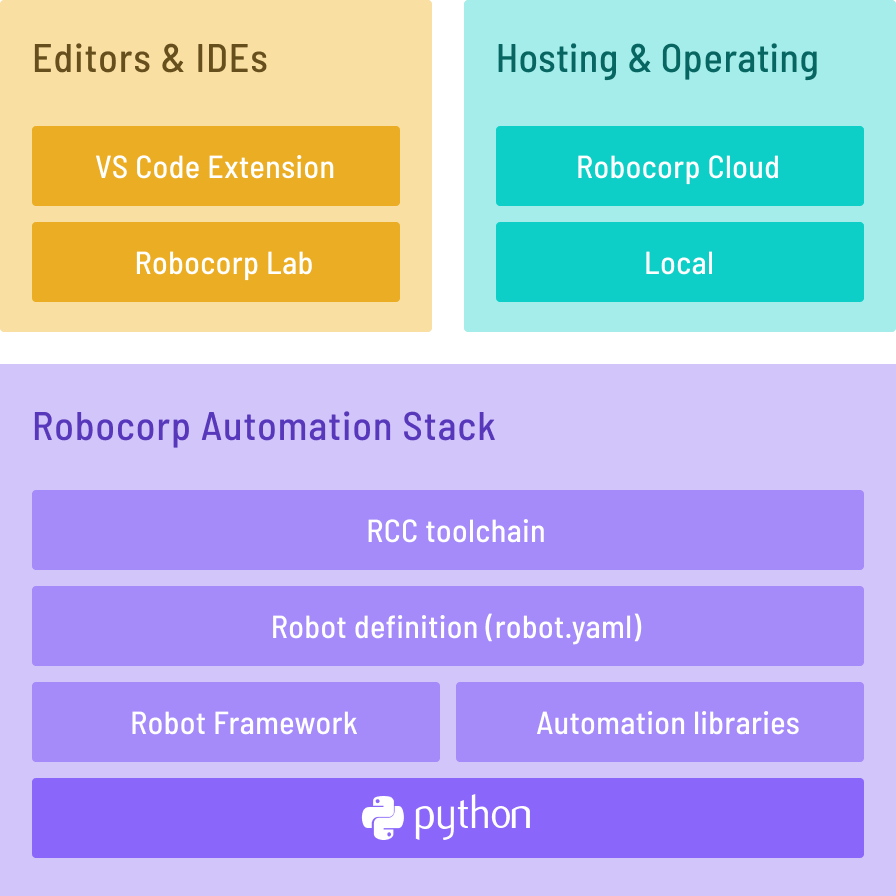 Editors & IDEs
VS Code Extension
Robocorp Lab
Hosting & Operating
Robocorp Cloud
Local
Robocorp Automation Stack
RCC toolchain
Robot definition (robot.yaml)
Robot Framework
Automation libraries
python